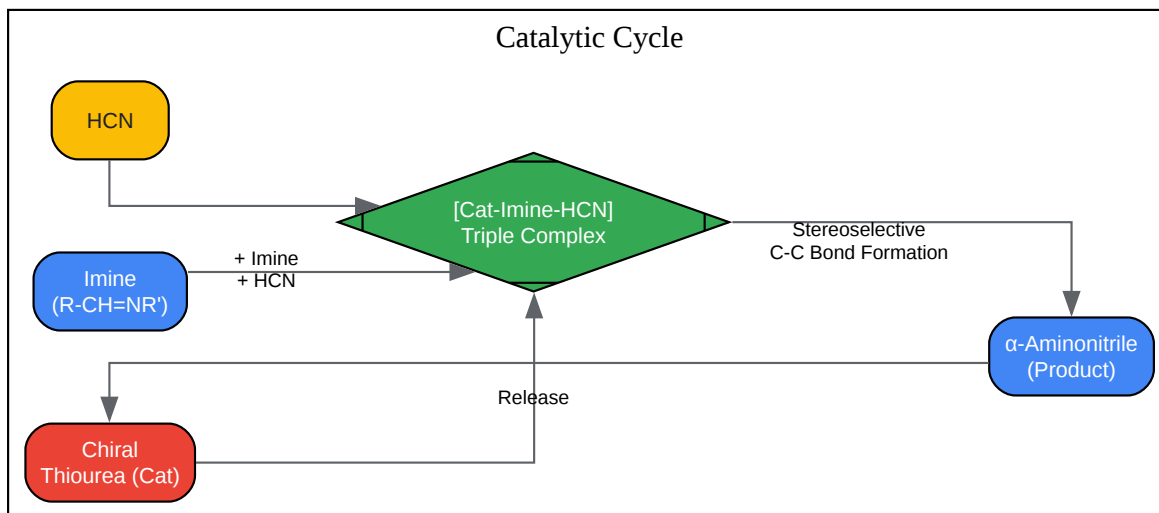 Catalytic Cycle
HCN
[Cat-Imine-HCN]
Triple Complex
Stereoselective
C-C Bond Formation
+ Imine
+ HCN
Imine
(R-CH=NR')
α-Aminonitrile
(Product)
Release
Chiral
Thiourea (Cat)